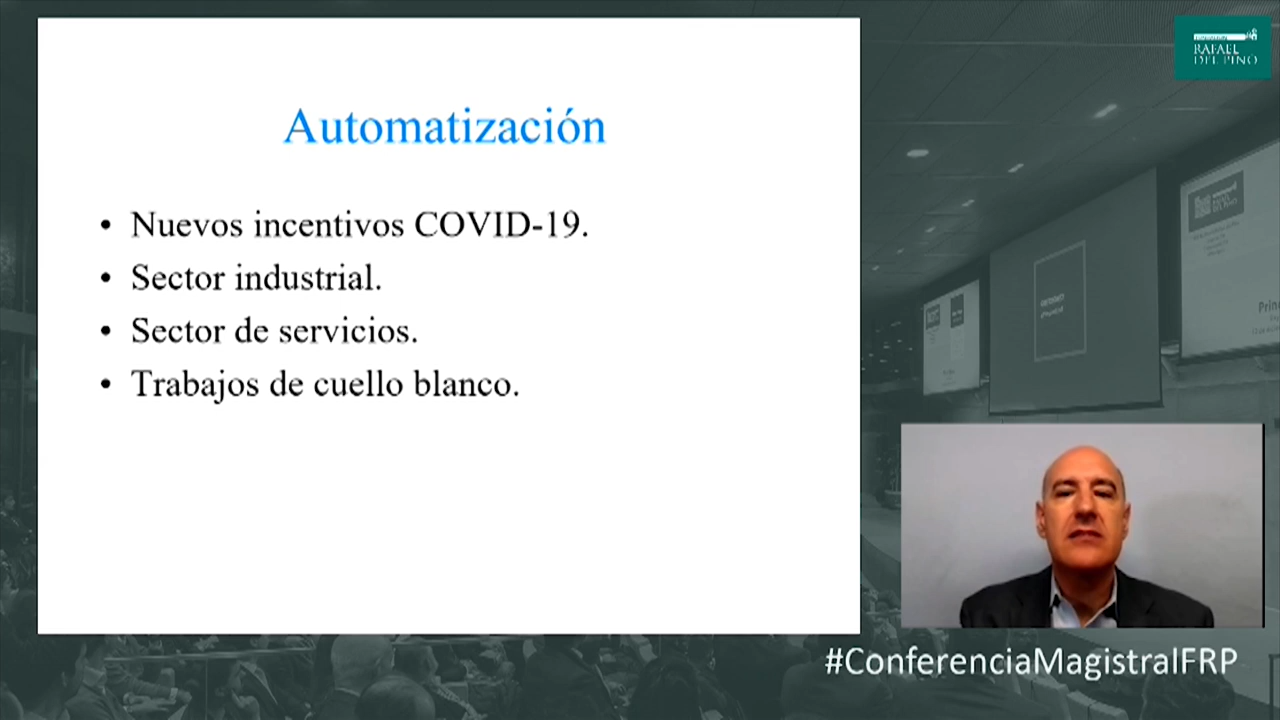 RAFAEL
DEL PINO
Automatización
• Nuevos incentivos COVID-19.
• Sector industrial.
• Sector de servicios.
• Trabajos de cuello blanco.
#ConferenciaMagistralFRP